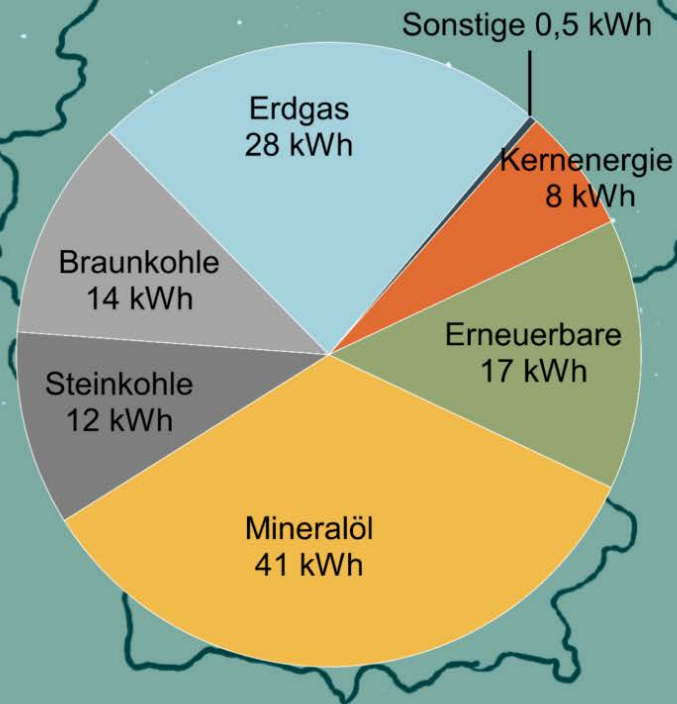 Sonstige 0,5 kWh
Erdgas
28 kWh
Kernenergie
8 kWh
Braunkohle
14 kWh
Erneuerbare
17 kWh
Steinkohle
12 kWh
Mineralöl
41 kWh